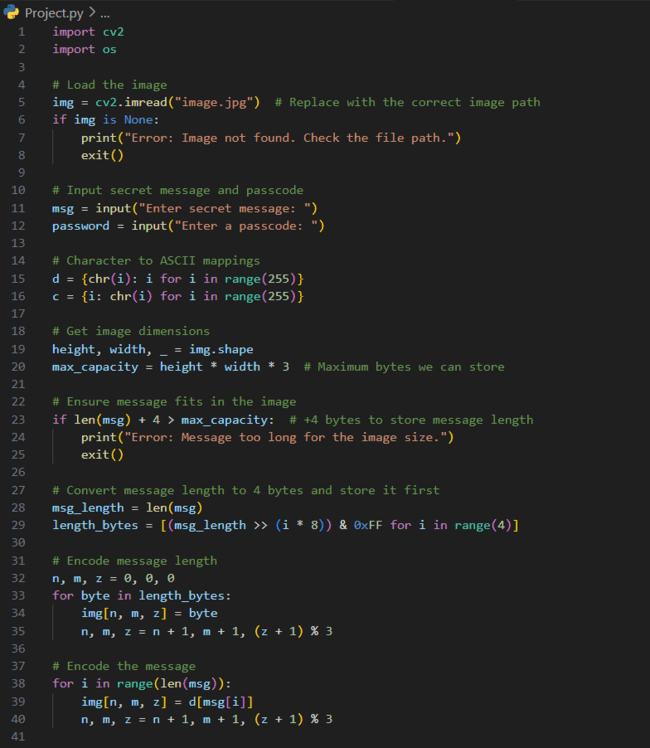 Project.py > ...
1 import cv2
2 import os
3
4 # Load the image
5 img = cv2.imread("image.jpg")  # Replace with the correct image path
6 if img is None:
7     print("Error: Image not found. Check the file path.")
8     exit()
9
10 # Input secret message and passcode
11 msg = input("Enter secret message: ")
12 password = input("Enter a passcode: ")
13
14 # Character to ASCII mappings
15 d = {chr(i): i for i in range(255)}
16 c = {i: chr(i) for i in range(255)}
17
18 # Get image dimensions
19 height, width, _ = img.shape
20 max_capacity = height * width * 3  # Maximum bytes we can store
21
22 # Ensure message fits in the image
23 if len(msg) + 4 > max_capacity:  # +4 bytes to store message length
24     print("Error: Message too long for the image size.")
25     exit()
26
27 # Convert message length to 4 bytes and store it first
28 msg_length = len(msg)
29 length_bytes = [(msg_length >> (i * 8)) & 0xFF for i in range(4)]
30
31 # Encode message length
32 n, m, z = 0, 0, 0
33 for byte in length_bytes:
34     img[n, m, z] = byte
35     n, m, z = n + 1, m + 1, (z + 1) % 3
36
37 # Encode the message
38 for i in range(len(msg)):
39     img[n, m, z] = d[msg[i]]
40     n, m, z = n + 1, m + 1, (z + 1) % 3
41